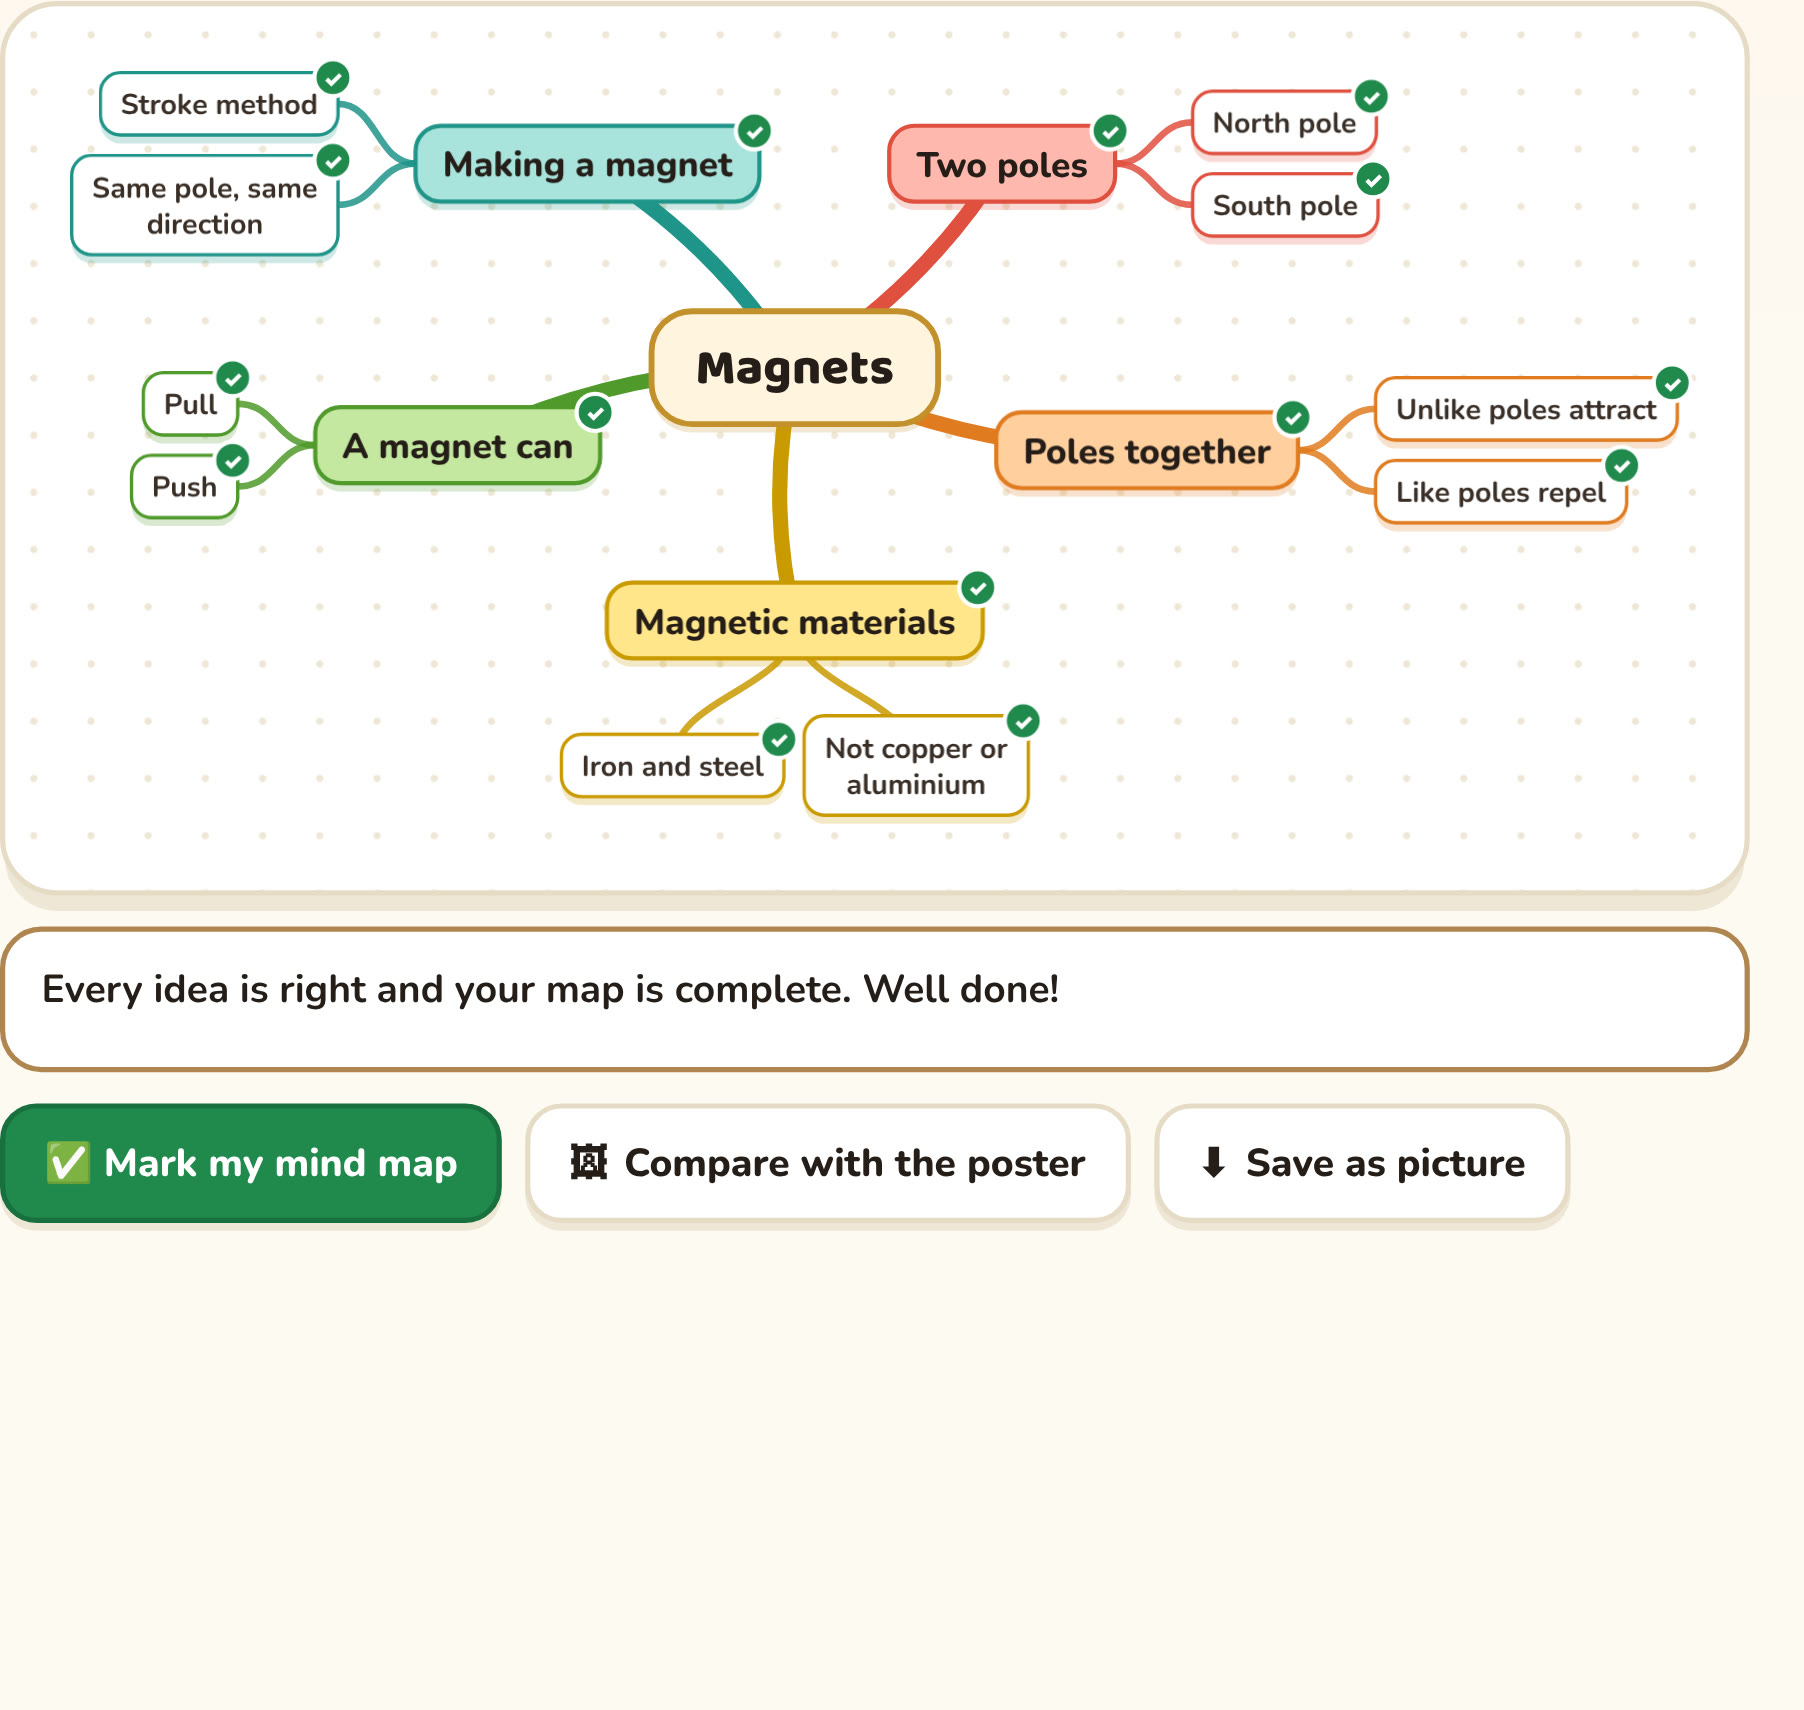 Stroke method
Same pole, same
direction
Making a magnet
Two poles
North pole
South pole
Magnets
Pull
Push
A magnet can
Poles together
Unlike poles attract
Like poles repel
Magnetic materials
Iron and steel
Not copper or
aluminium
Every idea is right and your map is complete. Well done!
Mark my mind map
Compare with the poster
Save as picture